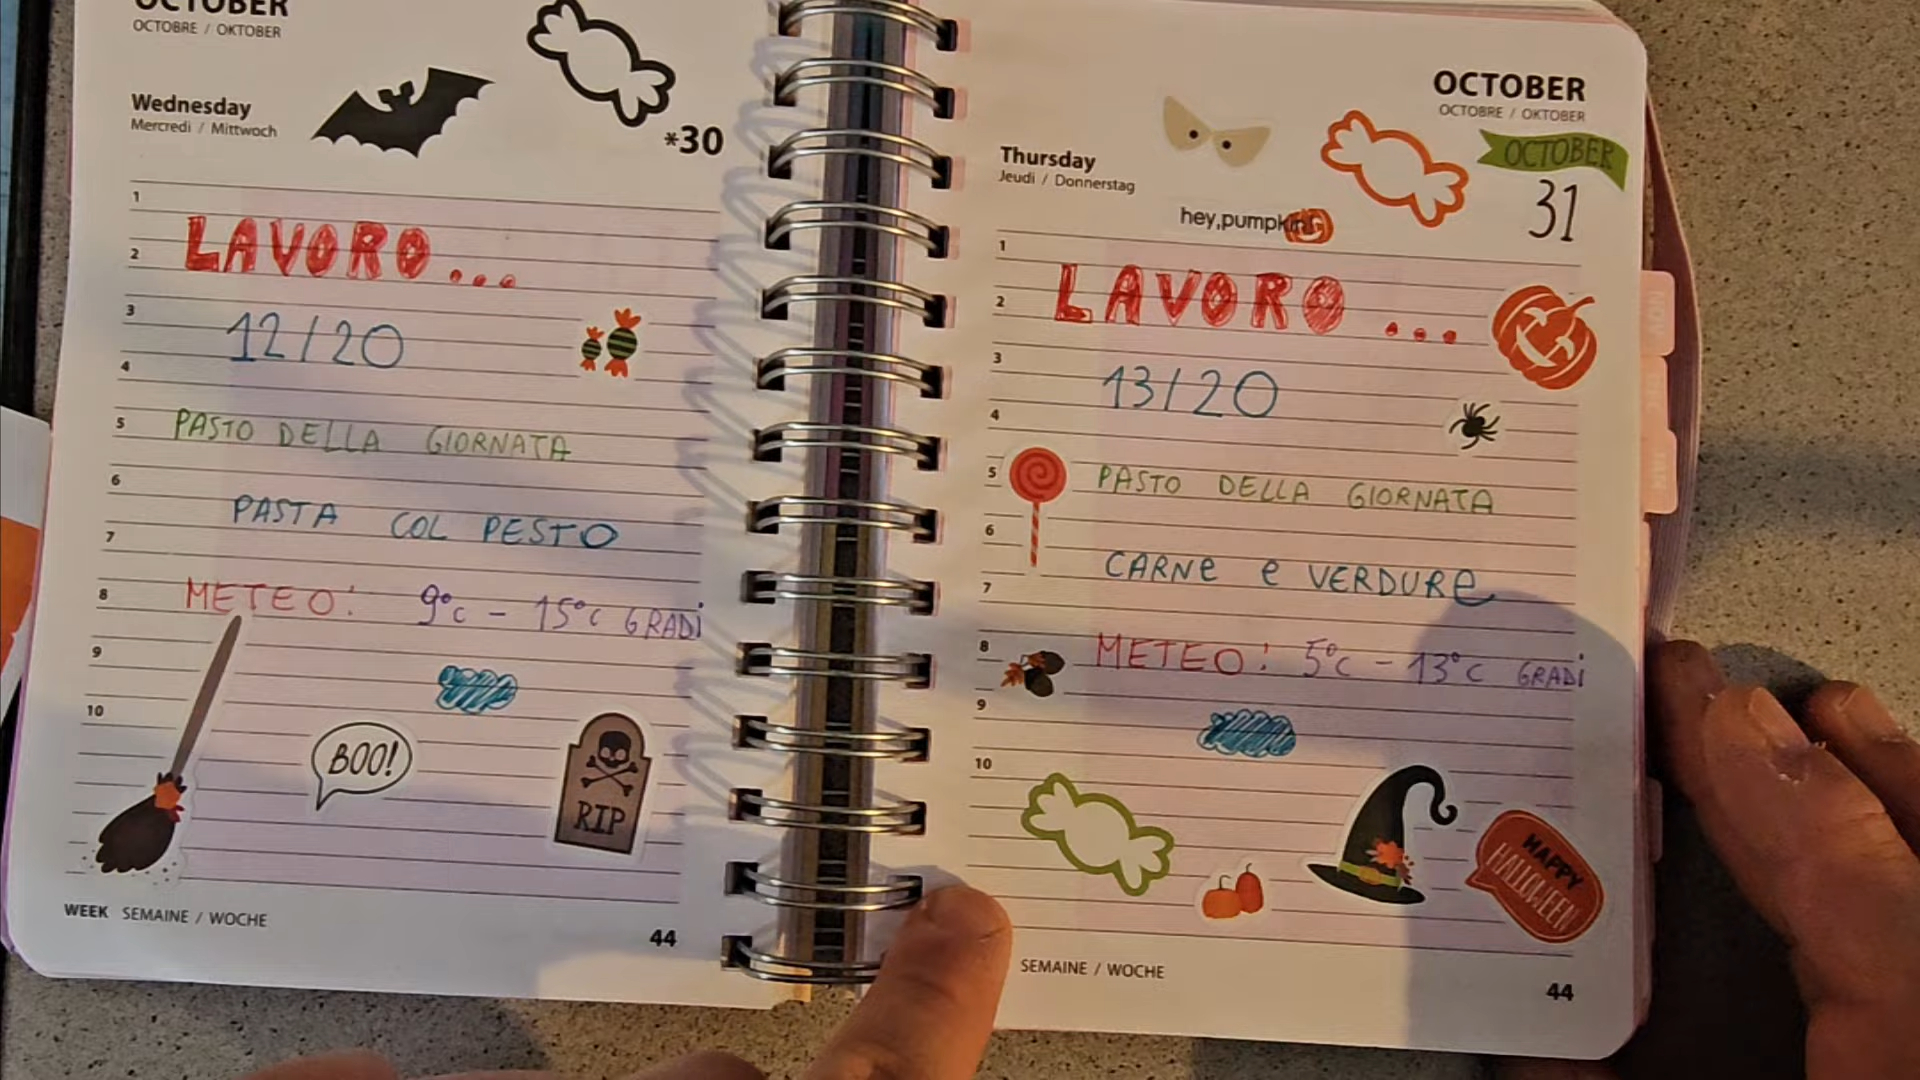 OCTOBER
OCTOBRE / OKTOBER
Wednesday
Mercredi / Mittwoch
*30
1
LAVORO...
2
3
12/20
4
5
PASTO DELLA GIORNATA
6
PASTA COL PESTO
7
8
METEO: 9°C - 15°C GRADi
9
10
BOO!
RIP
WEEK SEMAINE / WOCHE
44
OCTOBER
OCTOBRE / OKTOBER
OCTOBER
31
Thursday
Jeudi / Donnerstag
hey,pumpkin!
1
LAVORO ...
2
3
13/20
4
5
PASTO DELLA GIORNATA
6
CARNe e VERDURe
7
8
METEO: 5°C - 13°C GRADi
9
10
HAPPY
HALLOWEEN
SEMAINE / WOCHE
44
NOV